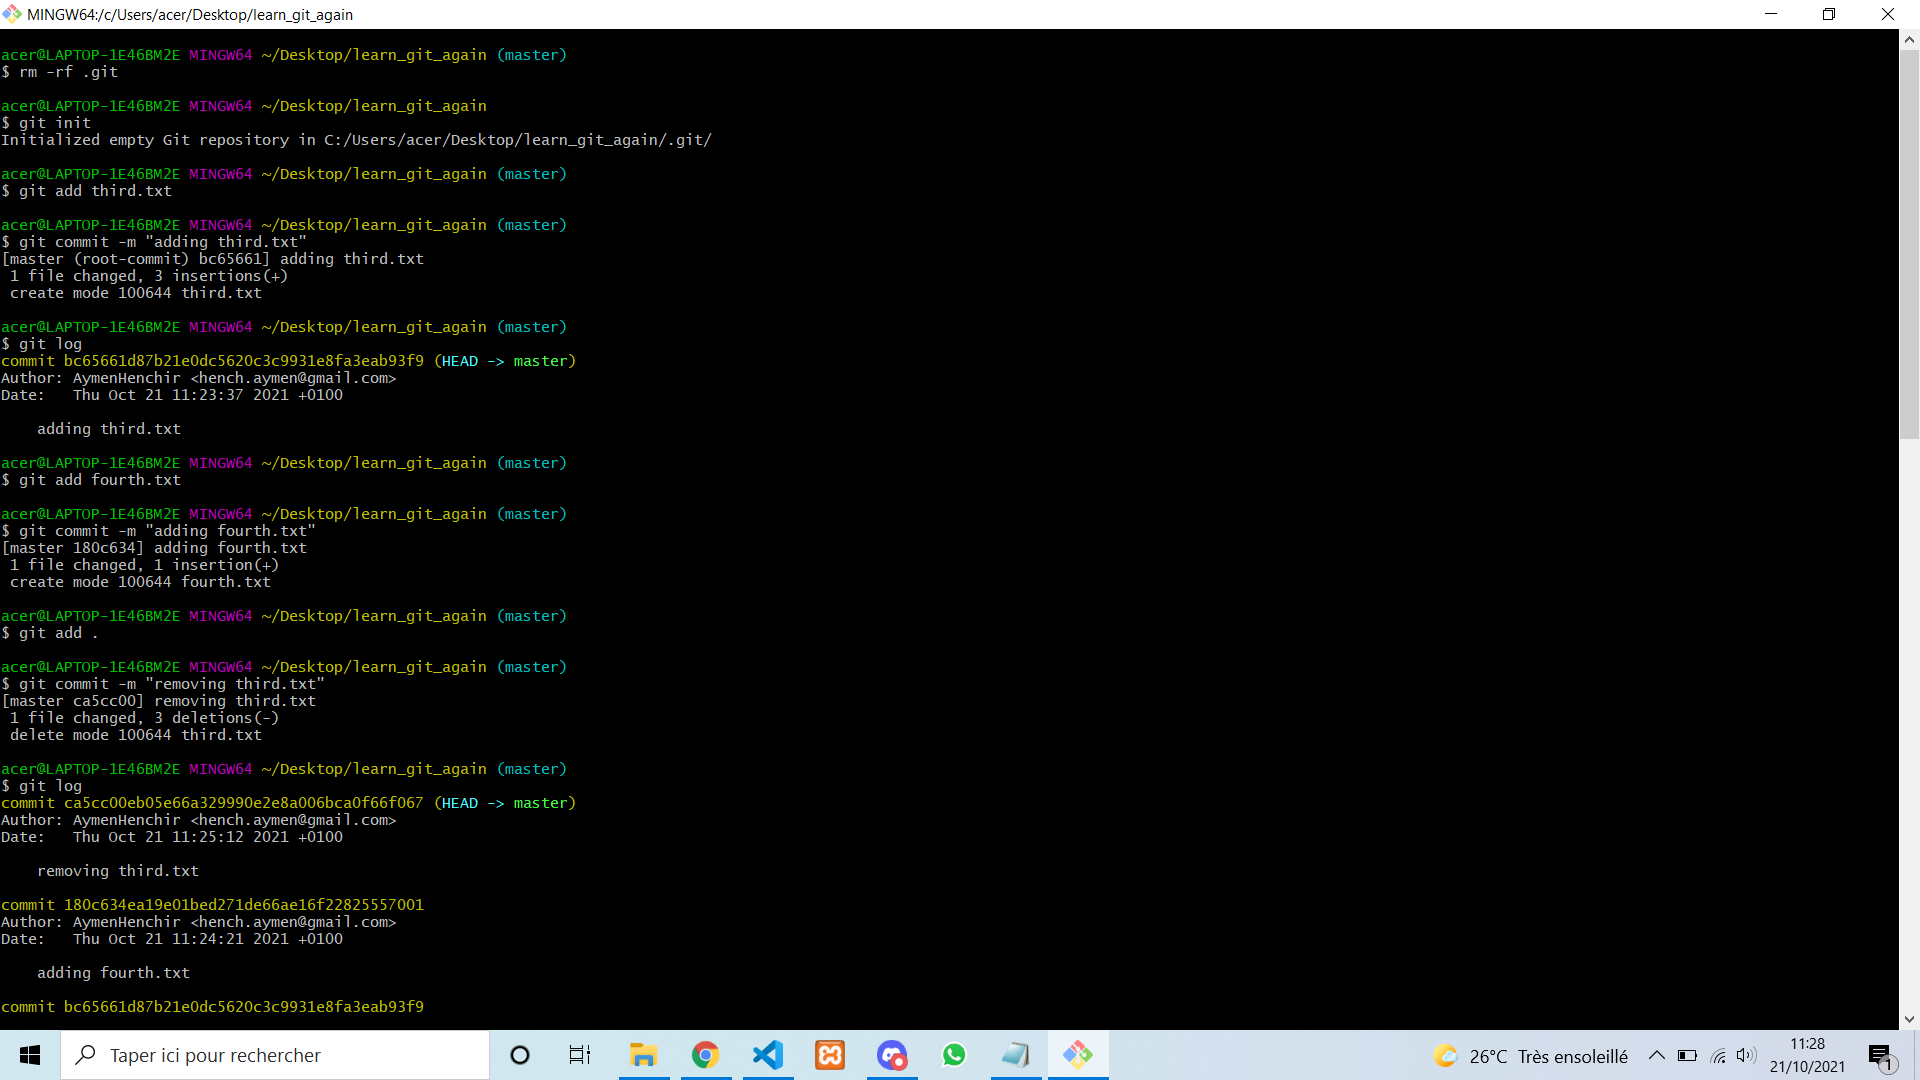 MINGW64:/c/Users/acer/Desktop/learn_git_again
acer@LAPTOP-1E46BM2E MINGW64 ~/Desktop/learn_git_again (master)
$ rm -rf .git
acer@LAPTOP-1E46BM2E MINGW64 ~/Desktop/learn_git_again
$ git init
Initialized empty Git repository in C:/Users/acer/Desktop/learn_git_again/.git/
acer@LAPTOP-1E46BM2E MINGW64 ~/Desktop/learn_git_again (master)
$ git add third.txt
acer@LAPTOP-1E46BM2E MINGW64 ~/Desktop/learn_git_again (master)
$ git commit -m "adding third.txt"
[master (root-commit) bc65661] adding third.txt
1 file changed, 3 insertions(+)
create mode 100644 third.txt
acer@LAPTOP-1E46BM2E MINGW64 ~/Desktop/learn_git_again (master)
$ git log
commit bc65661d87b21e0dc5620c3c9931e8fa3eab93f9 (HEAD -> master)
Author: AymenHenchir <hench.aymen@gmail.com>
Date:   Thu Oct 21 11:23:37 2021 +0100
adding third.txt
acer@LAPTOP-1E46BM2E MINGW64 ~/Desktop/learn_git_again (master)
$ git add fourth.txt
acer@LAPTOP-1E46BM2E MINGW64 ~/Desktop/learn_git_again (master)
$ git commit -m "adding fourth.txt"
[master 180c634] adding fourth.txt
1 file changed, 1 insertion(+)
create mode 100644 fourth.txt
acer@LAPTOP-1E46BM2E MINGW64 ~/Desktop/learn_git_again (master)
$ git add .
acer@LAPTOP-1E46BM2E MINGW64 ~/Desktop/learn_git_again (master)
$ git commit -m "removing third.txt"
[master ca5cc00] removing third.txt
1 file changed, 3 deletions(-)
delete mode 100644 third.txt
acer@LAPTOP-1E46BM2E MINGW64 ~/Desktop/learn_git_again (master)
$ git log
commit ca5cc00eb05e66a329990e2e8a006bca0f66f067 (HEAD -> master)
Author: AymenHenchir <hench.aymen@gmail.com>
Date:   Thu Oct 21 11:25:12 2021 +0100
removing third.txt
commit 180c634ea19e01bed271de66ae16f22825557001
Author: AymenHenchir <hench.aymen@gmail.com>
Date:   Thu Oct 21 11:24:21 2021 +0100
adding fourth.txt
commit bc65661d87b21e0dc5620c3c9931e8fa3eab93f9
Taper ici pour rechercher
26°C Très ensoleillé
11:28
21/10/2021
1